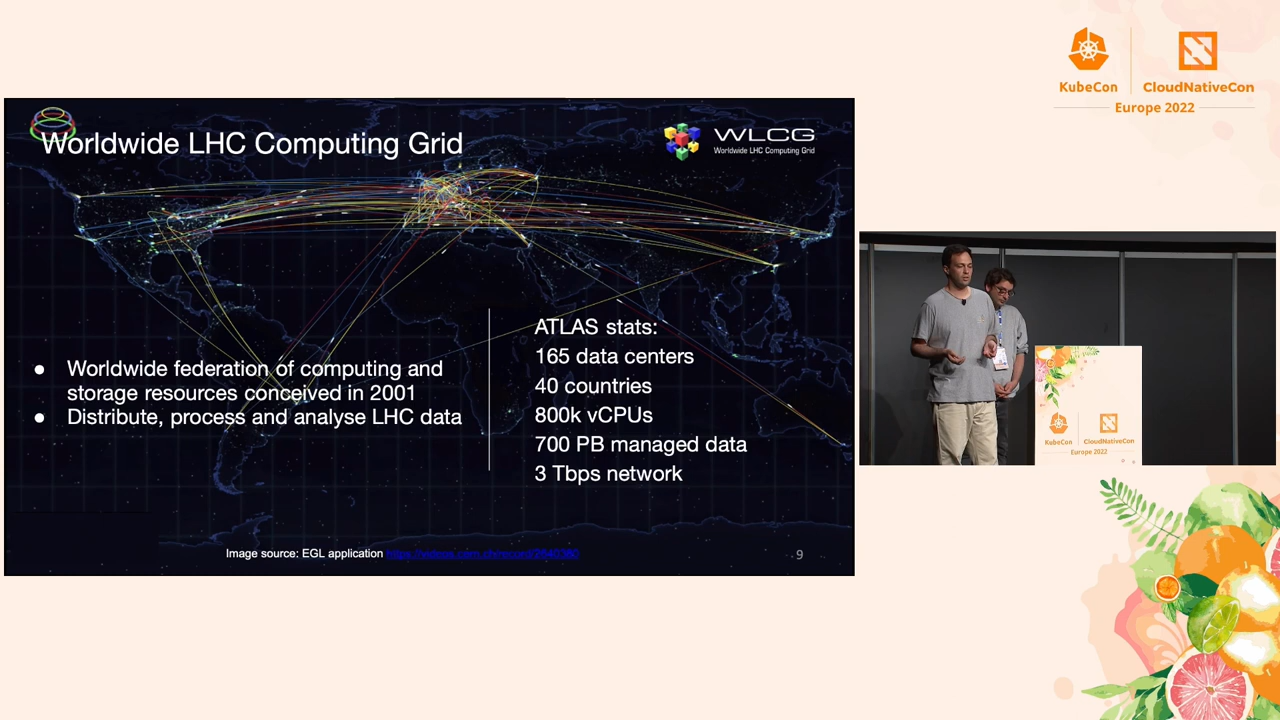 KubeCon
CloudNativeCon
Europe 2022
Worldwide LHC Computing Grid
WLCG
Worldwide LHC Computing Grid
● Worldwide federation of computing and
storage resources conceived in 2001
● Distribute, process and analyse LHC data
ATLAS stats:
165 data centers
40 countries
800k vCPUs
700 PB managed data
3 Tbps network
Image source: EGL application
9
KubeCon
CloudNativeCon
Europe 2022